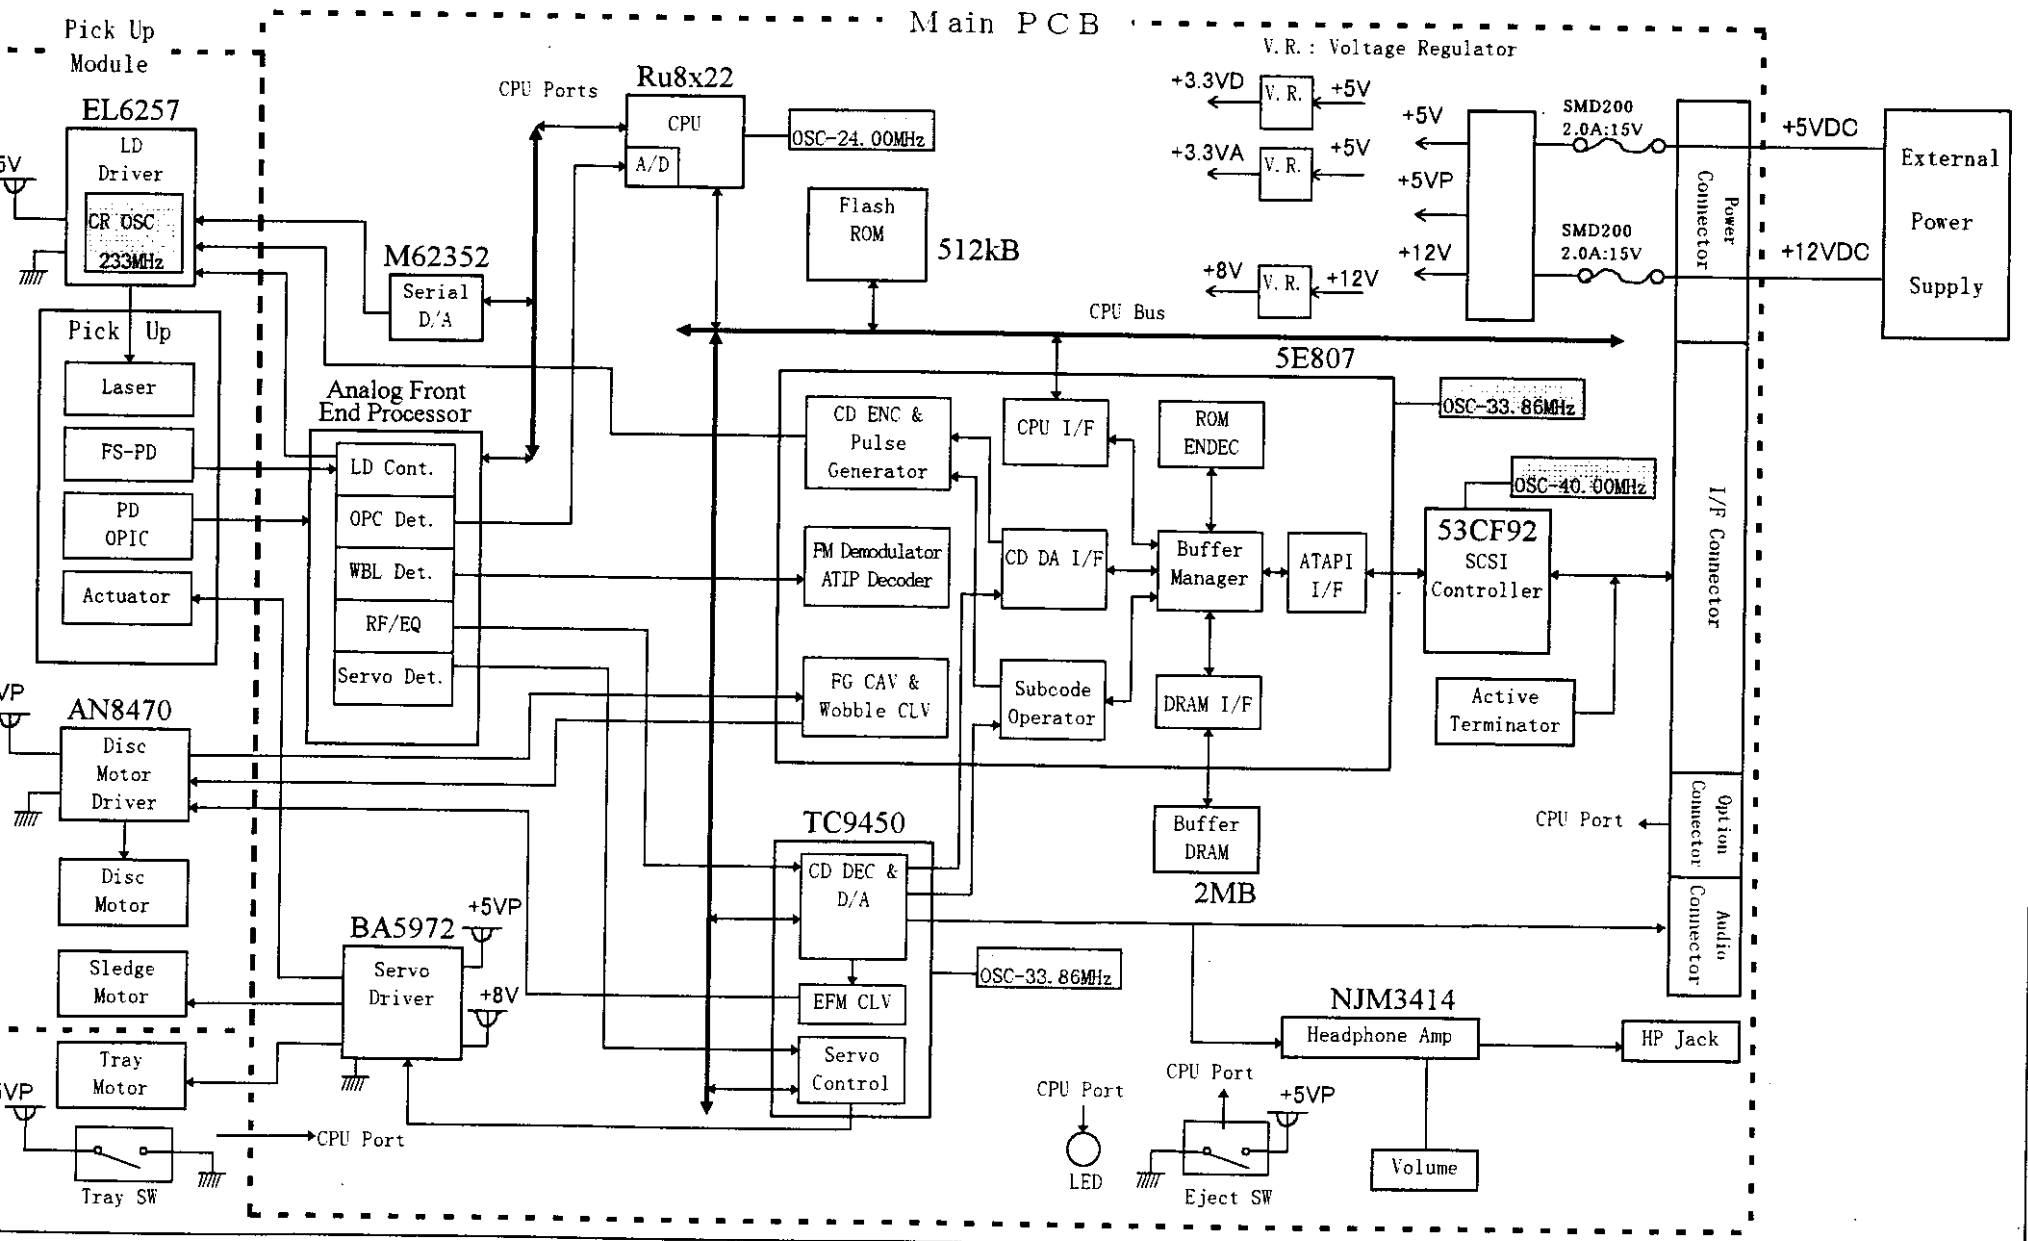 Main PCB
Pick Up
Module
V.R.: Voltage Regulator
EL6257
LD
Driver
CR OSC
233MHz
5V
Pick Up
Laser
FS-PD
PD
OPIC
Actuator
VP
AN8470
Disc
Motor
Driver
Disc
Motor
Sledge
Motor
Tray
Motor
VP
Tray SW
CPU Port
CPU Ports
Ru8x22
CPU
A/D
OSC-24.00MHz
Flash
ROM
512kB
M62352
Serial
D/A
CPU Bus
Analog Front
End Processor
LD Cont.
OPC Det.
WBL Det.
RF/EQ
Servo Det.
BA5972
Servo
Driver
+5VP
+8V
5E807
OSC-33.86MHz
CD ENC &
Pulse
Generator
CPU I/F
ROM
ENDEC
FM Demodulator
ATIP Decoder
CD DA I/F
Buffer
Manager
ATAPI
I/F
FG CAV &
Wobble CLV
Subcode
Operator
DRAM I/F
Buffer
DRAM
2MB
OSC-40.00MHz
53CF92
SCSI
Controller
Active
Terminator
TC9450
CD DEC &
D/A
EFM CLV
Servo
Control
OSC-33.86MHz
+3.3VD
V.R.
+5V
+3.3VA
V.R.
+5V
+8V
V.R.
+12V
+5V
+5VP
+12V
SMD200
2.0A:15V
SMD200
2.0A:15V
Power
Connector
+5VDC
+12VDC
External
Power
Supply
I/F Connector
Option
Connector
CPU Port
Audio
Connector
NJM3414
Headphone Amp
HP Jack
Volume
CPU Port
LED
CPU Port
+5VP
Eject SW